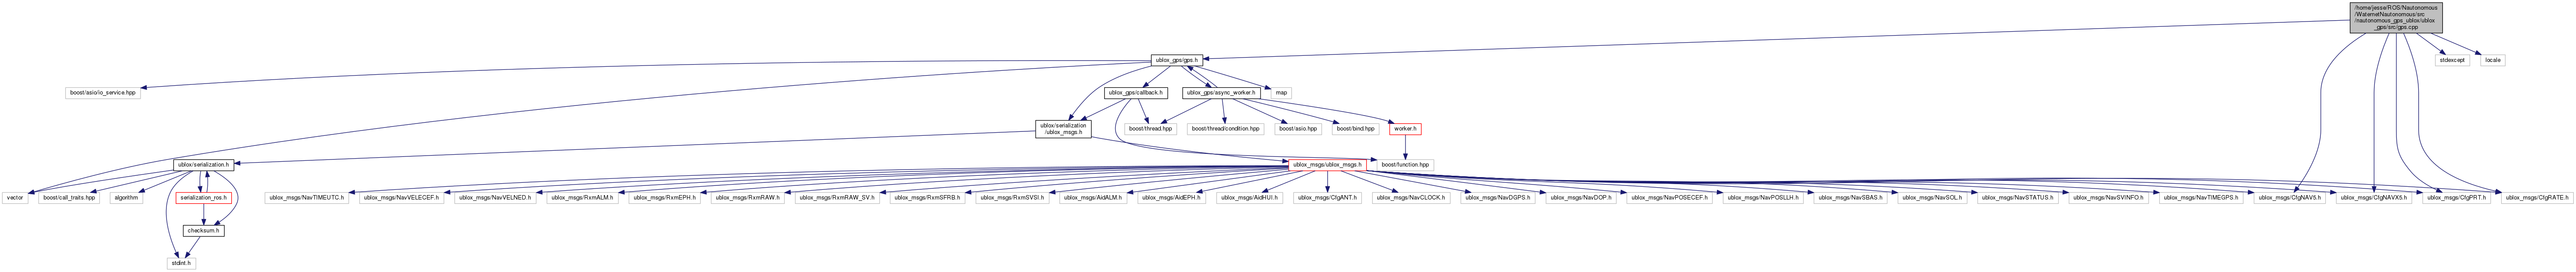 /home/jesse/ROS/Nautonomous
/WaternetNautonomous/src
/nautonomous_gps_ublox/ublox
_gps/src/gps.cpp
ublox_gps/gps.h
stdexcept
locale
boost/asio/io_service.hpp
ublox_gps/callback.h
ublox_gps/async_worker.h
map
ublox/serialization
/ublox_msgs.h
boost/thread.hpp
boost/thread/condition.hpp
boost/asio.hpp
boost/bind.hpp
worker.h
ublox/serialization.h
ublox_msgs/ublox_msgs.h
boost/function.hpp
vector
boost/call_traits.hpp
algorithm
serialization_ros.h
ublox_msgs/NavTIMEUTC.h
ublox_msgs/NavVELECEF.h
ublox_msgs/NavVELNED.h
ublox_msgs/RxmALM.h
ublox_msgs/RxmEPH.h
ublox_msgs/RxmRAW.h
ublox_msgs/RxmRAW_SV.h
ublox_msgs/RxmSFRB.h
ublox_msgs/RxmSVSI.h
ublox_msgs/AidALM.h
ublox_msgs/AidEPH.h
ublox_msgs/AidHUI.h
ublox_msgs/CfgANT.h
ublox_msgs/NavCLOCK.h
ublox_msgs/NavDGPS.h
ublox_msgs/NavDOP.h
ublox_msgs/NavPOSECEF.h
ublox_msgs/NavPOSLLH.h
ublox_msgs/NavSBAS.h
ublox_msgs/NavSOL.h
ublox_msgs/NavSTATUS.h
ublox_msgs/NavSVINFO.h
ublox_msgs/NavTIMEGPS.h
ublox_msgs/CfgNAV5.h
ublox_msgs/CfgNAVX5.h
ublox_msgs/CfgPRT.h
ublox_msgs/CfgRATE.h
checksum.h
stdint.h